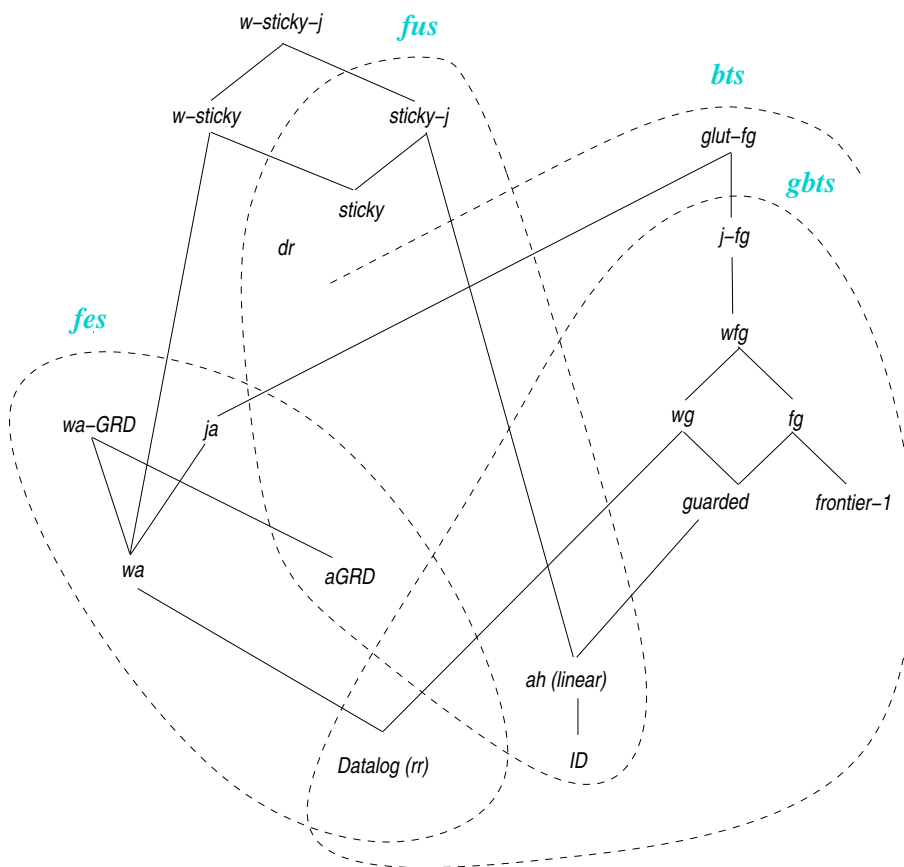 w-sticky-j
fus
bts
w-sticky
sticky-j
glut-fg
gbts
sticky
dr
j-fg
fes
wfg
wa-GRD
ja
wg
fg
guarded
frontier-1
wa
aGRD
ah (linear)
Datalog (rr)
ID